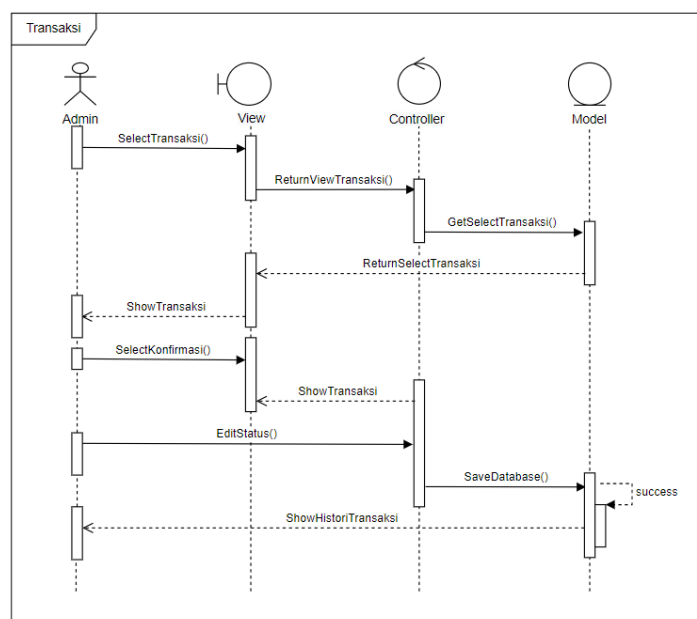 Transaksi
Admin
View
Controller
Model
SelectTransaksi()
ReturnViewTransaksi()
GetSelectTransaksi()
ReturnSelectTransaksi
ShowTransaksi
SelectKonfirmasi()
ShowTransaksi
EditStatus()
SaveDatabase()
success
ShowHistoriTransaksi